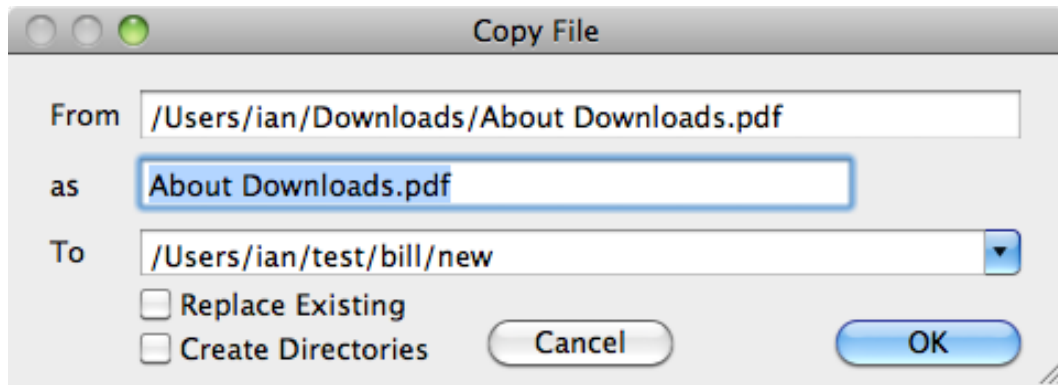 Copy File
From /Users/ian/Downloads/About Downloads.pdf
as About Downloads.pdf
To /Users/ian/test/bill/new
Replace Existing
Create Directories Cancel OK